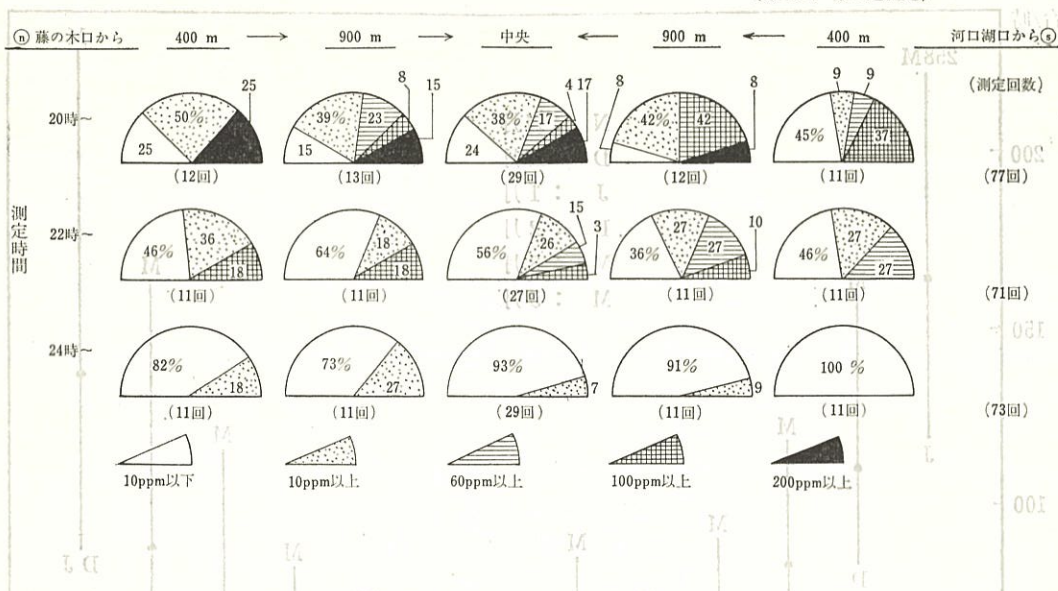 ⓝ 藤の木口から 400 m → 900 m → 中央 ← 900 m ← 400 m 河口湖口からⓢ
(測定回数)
測定時間
20時~
25 50% 25
(12回)
15 39% 23 8 15
(13回)
24 38% 17 4 17
(29回)
8 42% 42 8
(12回)
45% 9 9 37
(11回)
(77回)
22時~
46% 36 18
(11回)
64% 18 18
(11回)
56% 26 15 3
(27回)
36% 27 27 10
(11回)
46% 27 27
(11回)
(71回)
24時~
82% 18
(11回)
73% 27
(11回)
93% 7
(29回)
91% 9
(11回)
100 %
(11回)
(73回)
10ppm以下 10ppm以上 60ppm以上 100ppm以上 200ppm以上